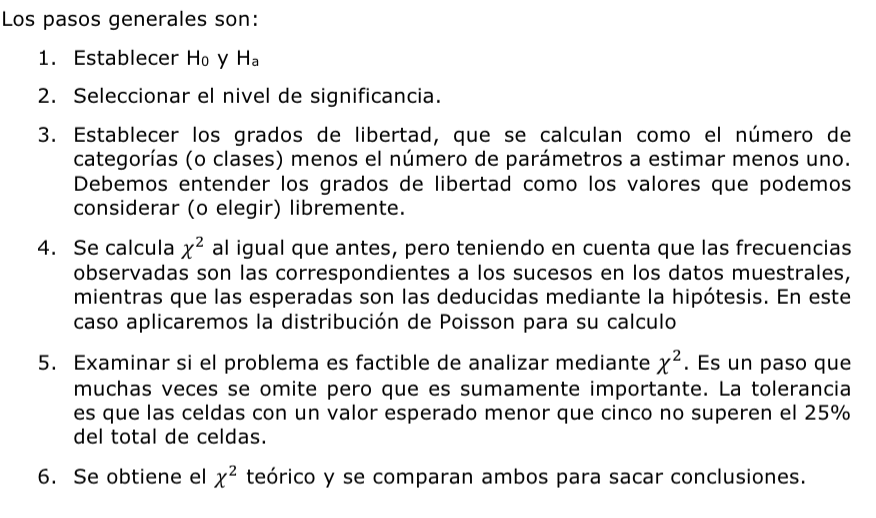 Los pasos generales son:
1. Establecer H₀ y Hₐ
2. Seleccionar el nivel de significancia.
3. Establecer los grados de libertad, que se calculan como el número de
categorías (o clases) menos el número de parámetros a estimar menos uno.
Debemos entender los grados de libertad como los valores que podemos
considerar (o elegir) libremente.
4. Se calcula χ² al igual que antes, pero teniendo en cuenta que las frecuencias
observadas son las correspondientes a los sucesos en los datos muestrales,
mientras que las esperadas son las deducidas mediante la hipótesis. En este
caso aplicaremos la distribución de Poisson para su calculo
5. Examinar si el problema es factible de analizar mediante χ². Es un paso que
muchas veces se omite pero que es sumamente importante. La tolerancia
es que las celdas con un valor esperado menor que cinco no superen el 25%
del total de celdas.
6. Se obtiene el χ² teórico y se comparan ambos para sacar conclusiones.